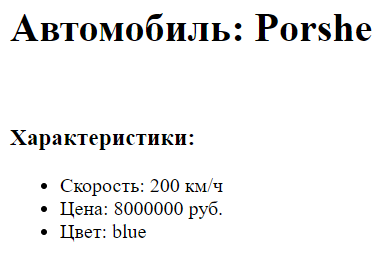 Автомобиль: Porshe
Характеристики:
• Скорость: 200 км/ч
• Цена: 8000000 руб.
• Цвет: blue